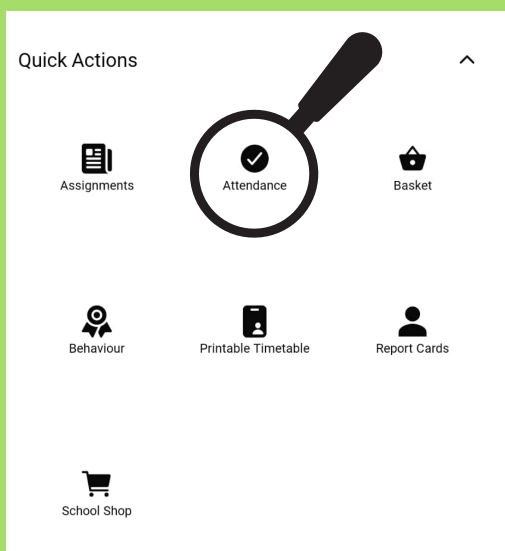 Quick Actions
Assignments
Attendance
Basket
Behaviour
Printable Timetable
Report Cards
School Shop